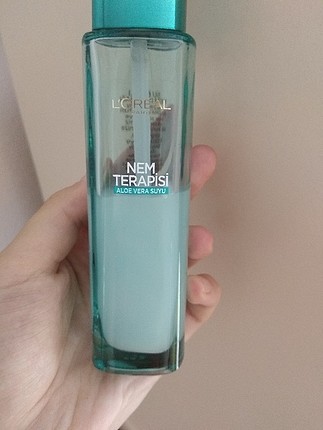 L'ORÉAL
NEM
TERAPİSİ
ALOE VERA SUYU